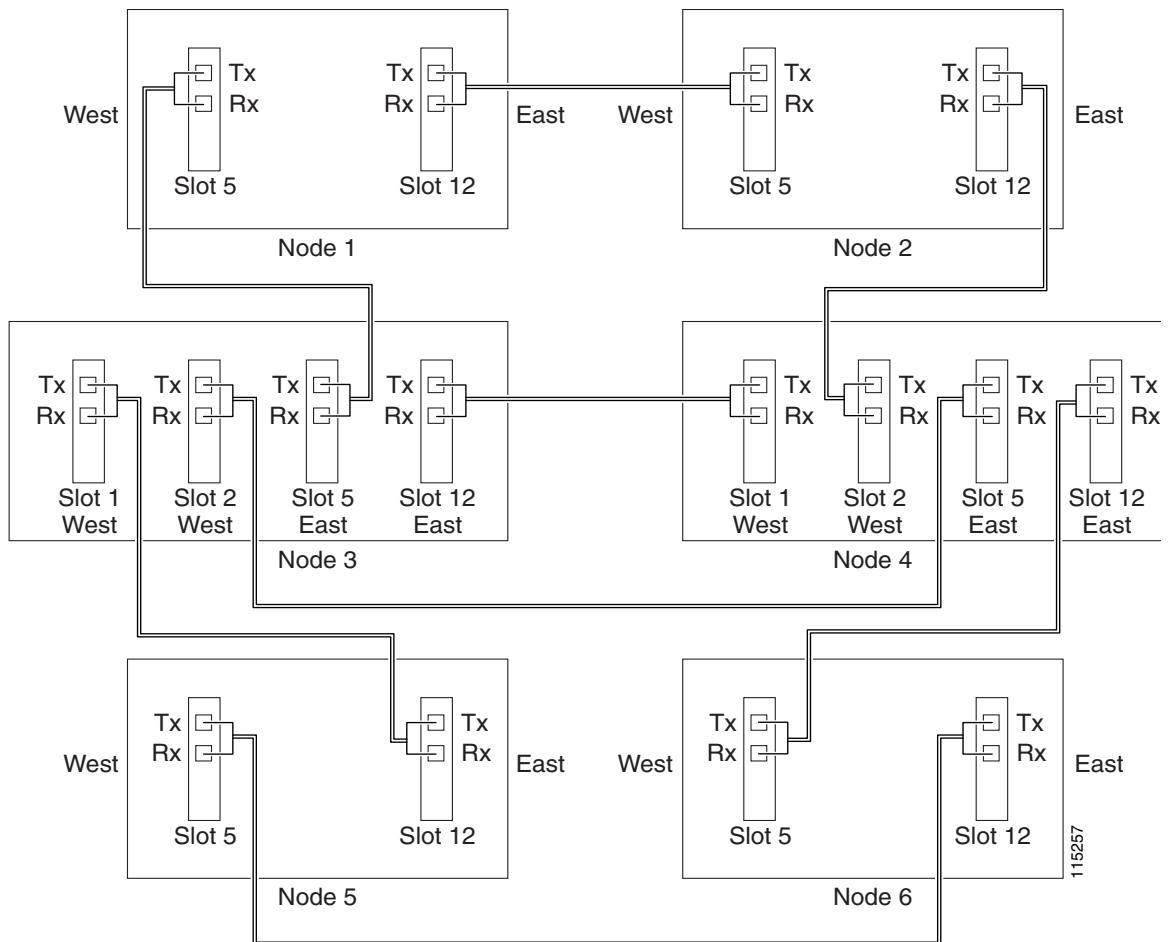 Tx
Rx
West
Slot 5
Tx
Rx
East
Slot 12
Node 1
Tx
Rx
West
Slot 5
Tx
Rx
East
Slot 12
Node 2
Tx
Rx
Slot 1
West
Tx
Rx
Slot 2
West
Tx
Rx
Slot 5
East
Tx
Rx
Slot 12
East
Node 3
Tx
Rx
Slot 1
West
Tx
Rx
Slot 2
West
Tx
Rx
Slot 5
East
Tx
Rx
Slot 12
East
Node 4
Tx
Rx
West
Slot 5
Tx
Rx
East
Slot 12
Node 5
Tx
Rx
West
Slot 5
Tx
Rx
East
Slot 12
Node 6
115257